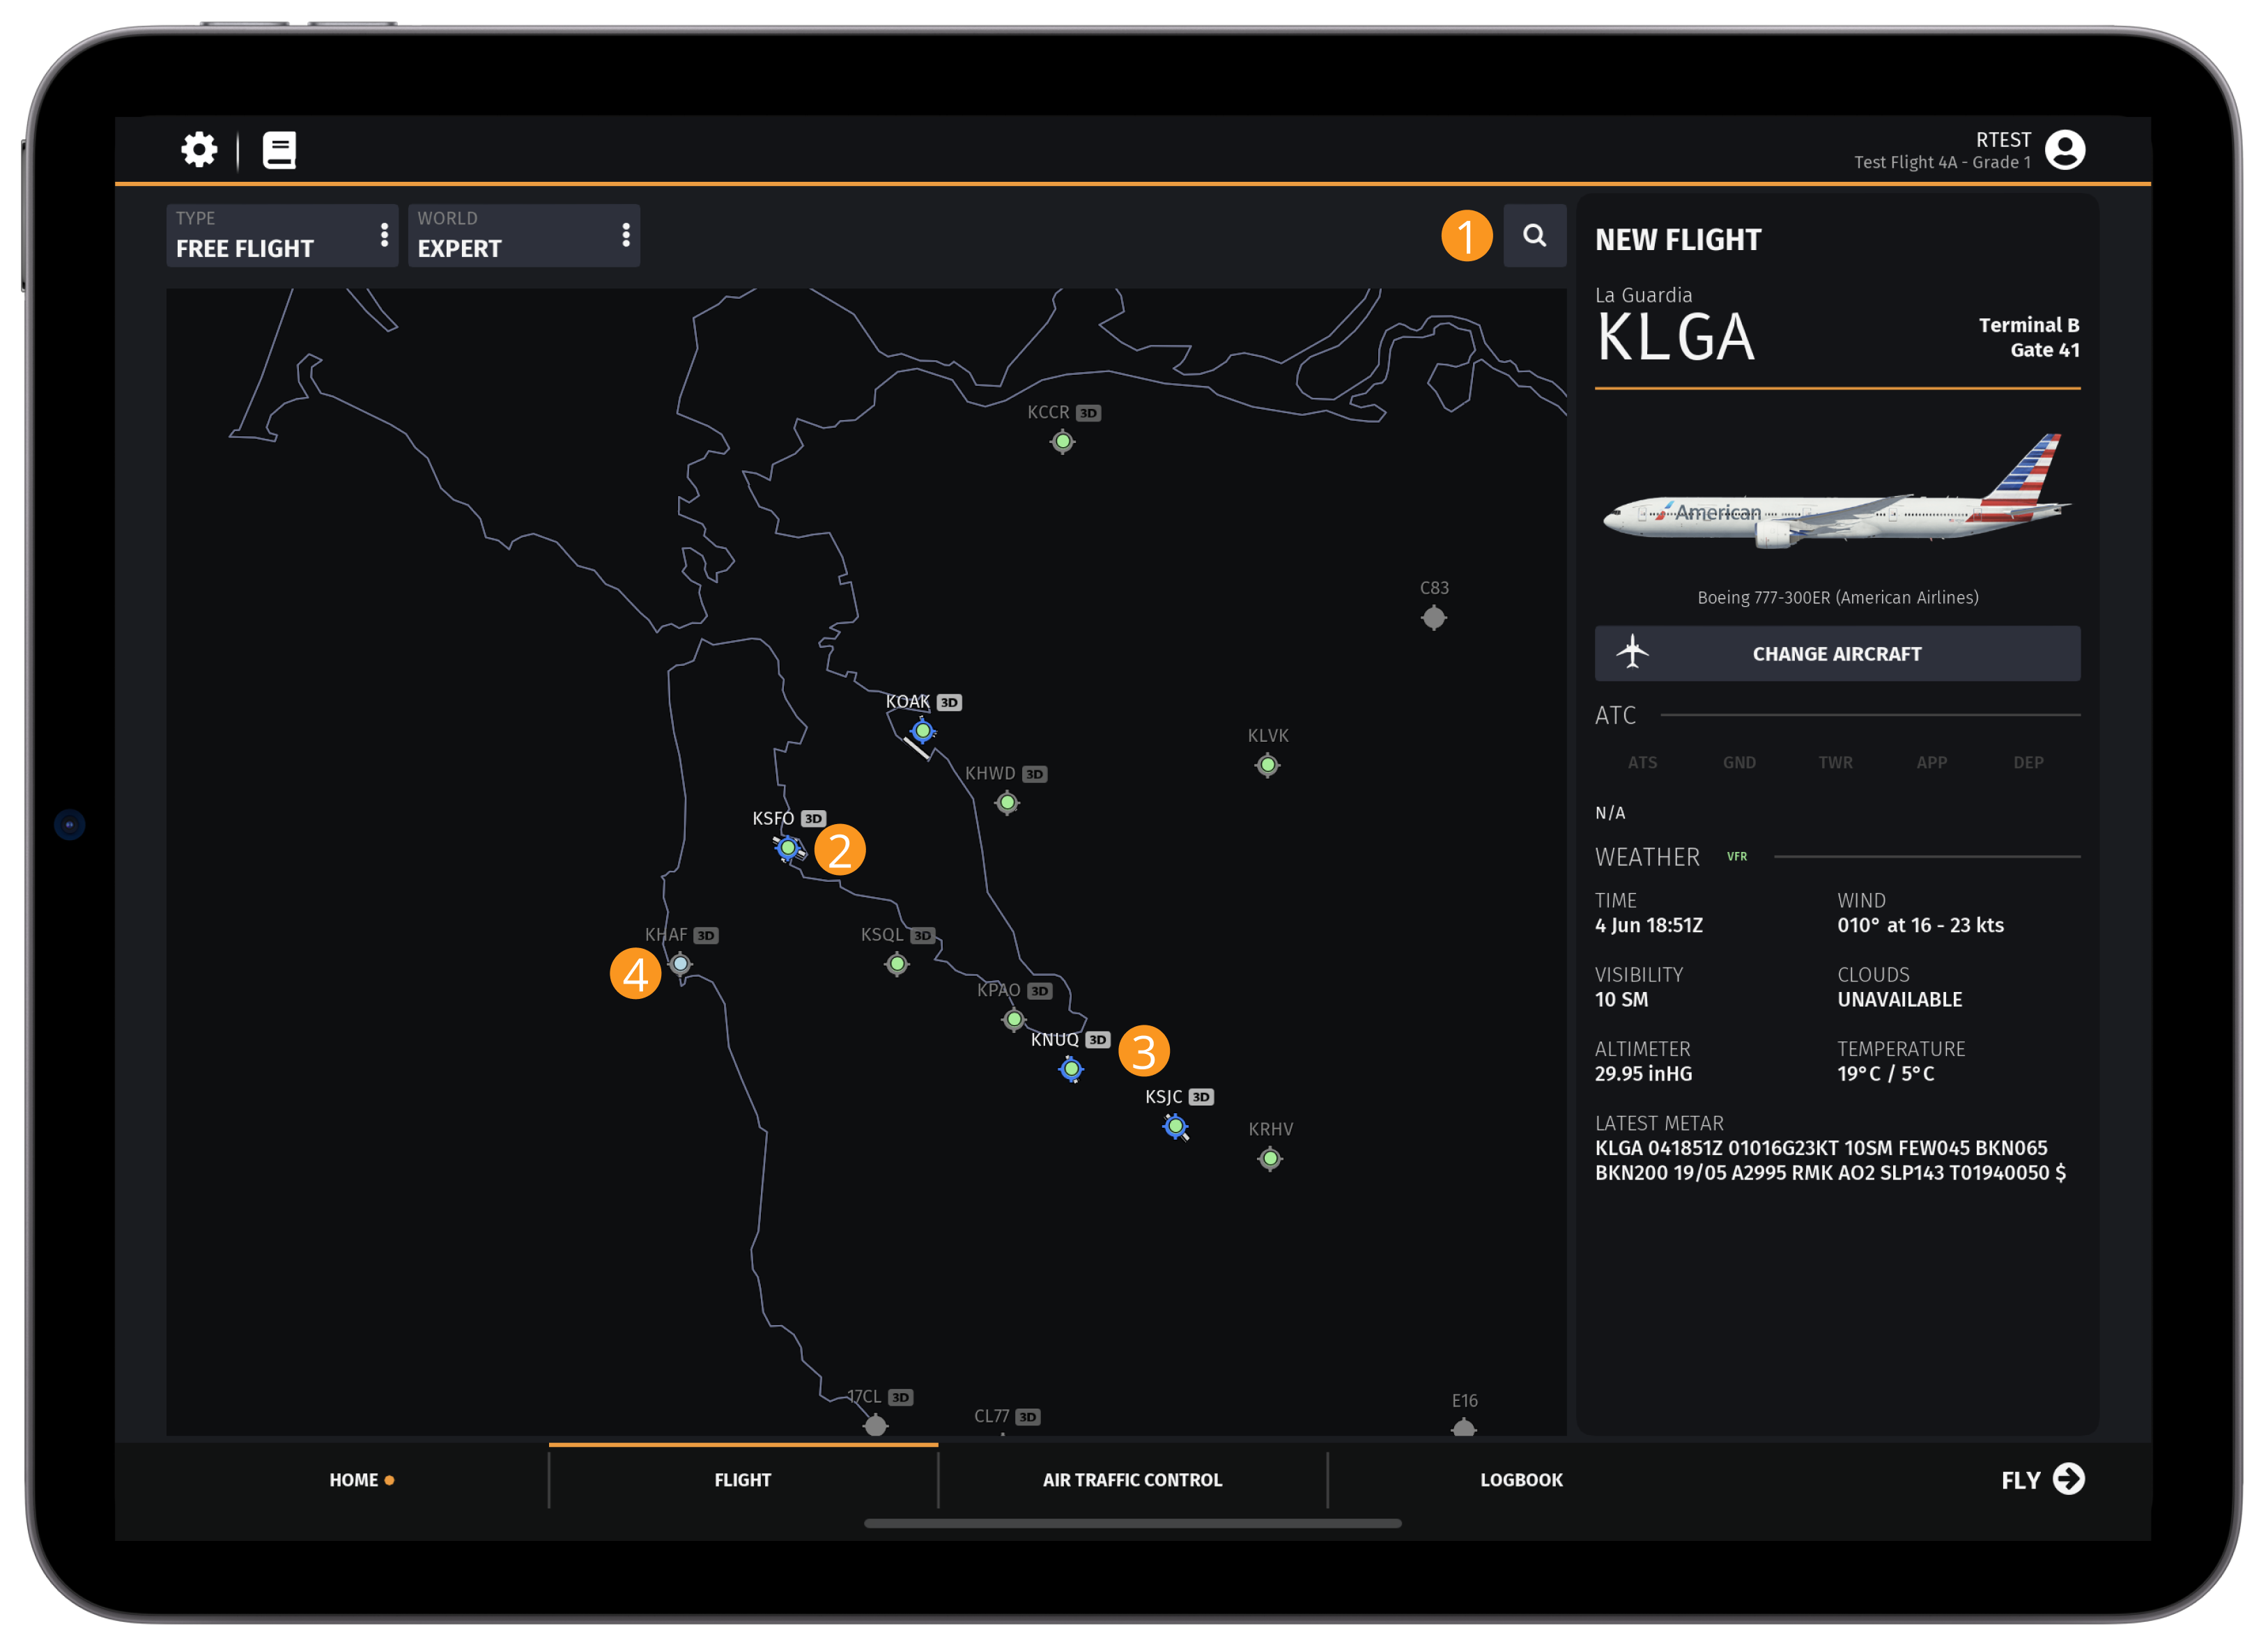 RTEST
Test Flight 4A - Grade 1
TYPE
FREE FLIGHT
WORLD
EXPERT
1
KCCR 3D
C83
KOAK 3D
KLVK
KHWD 3D
KSFO 3D
2
KHAF 3D
4
KSQL 3D
KPAO 3D
KNUQ 3D
3
KSJC 3D
KRHV
17CL 3D
CL77 3D
E16
NEW FLIGHT
La Guardia
KLGA
Terminal B
Gate 41
American
Boeing 777-300ER (American Airlines)
CHANGE AIRCRAFT
ATC
ATS GND TWR APP DEP
N/A
WEATHER VFR
TIME
4 Jun 18:51Z
WIND
010° at 16 - 23 kts
VISIBILITY
10 SM
CLOUDS
UNAVAILABLE
ALTIMETER
29.95 inHG
TEMPERATURE
19°C / 5°C
LATEST METAR
KLGA 041851Z 01016G23KT 10SM FEW045 BKN065
BKN200 19/05 A2995 RMK AO2 SLP143 T01940050 $
HOME
FLIGHT
AIR TRAFFIC CONTROL
LOGBOOK
FLY